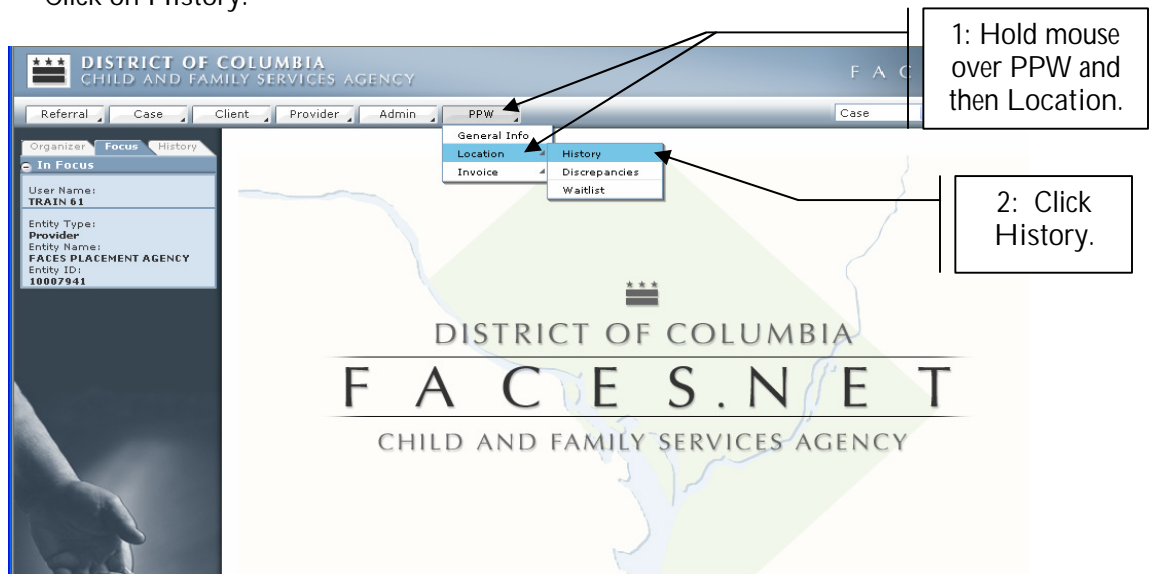 Click on History.
1: Hold mouse
over PPW and
then Location.
DISTRICT OF COLUMBIA
CHILD AND FAMILY SERVICES AGENCY
F A C
Referral Case Client Provider Admin PPW Case
General Info
Location History
Invoice Discrepancies
Waitlist
Organizer Focus History
In Focus
User Name:
TRAIN 61
Entity Type:
Provider
Entity Name:
FACES PLACEMENT AGENCY
Entity ID:
10007941
2: Click
History.
DISTRICT OF COLUMBIA
FACES.NET
CHILD AND FAMILY SERVICES AGENCY